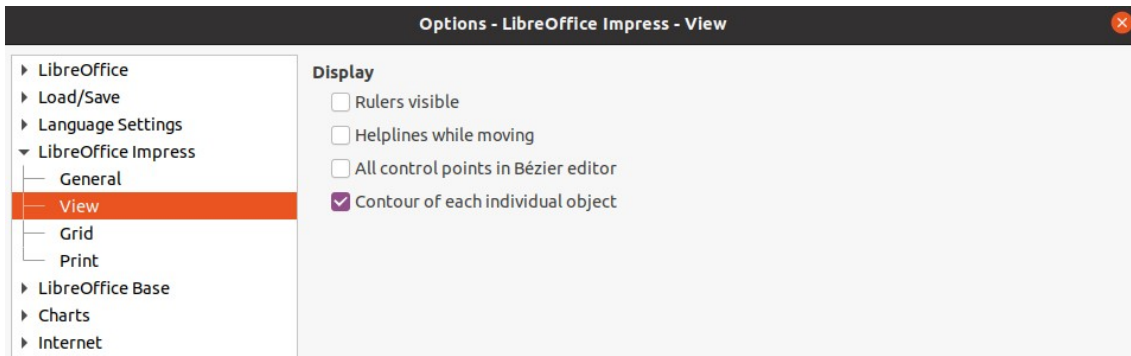 Options - LibreOffice Impress - View
LibreOffice
Load/Save
Language Settings
LibreOffice Impress
General
View
Grid
Print
LibreOffice Base
Charts
Internet
Display
Rulers visible
Helplines while moving
All control points in Bézier editor
Contour of each individual object